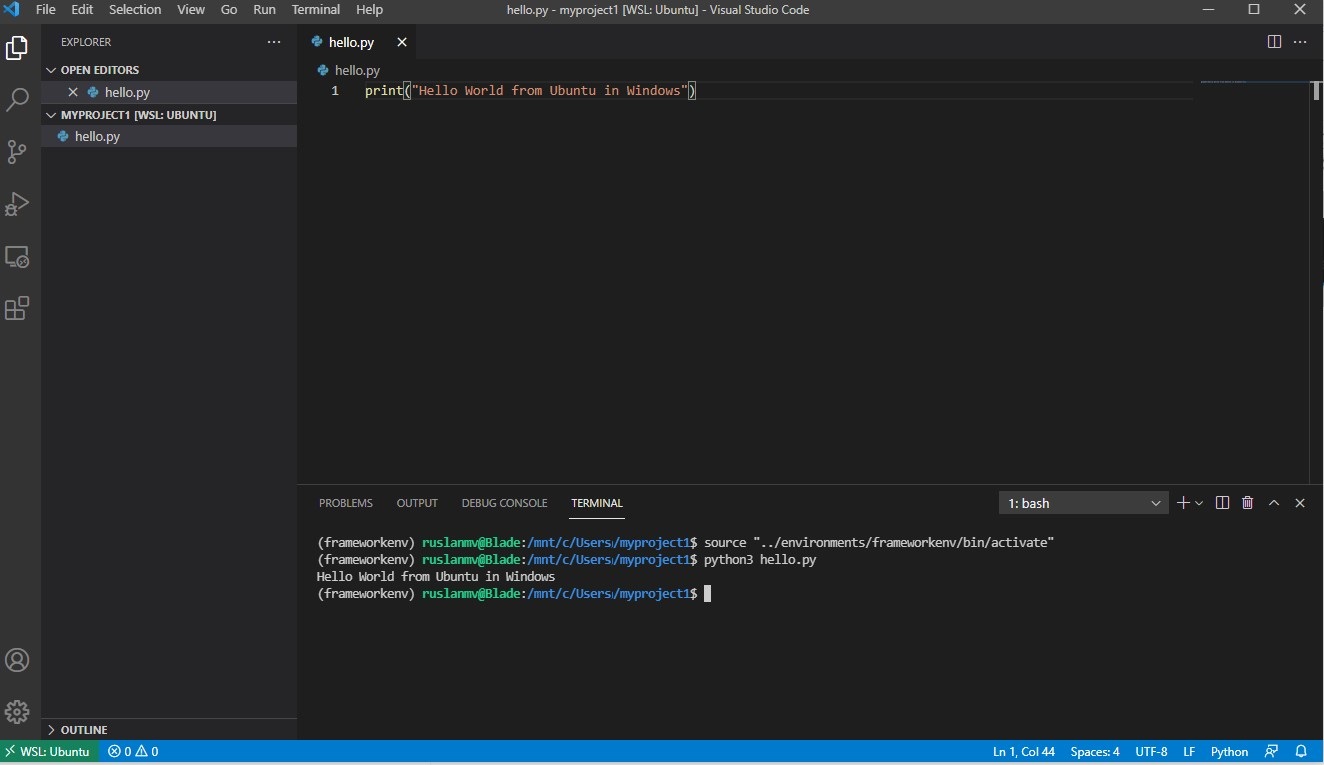 File Edit Selection View Go Run Terminal Help hello.py - myproject1 [WSL: Ubuntu] - Visual Studio Code
EXPLORER
hello.py
OPEN EDITORS
hello.py
MYPROJECT1 [WSL: UBUNTU]
hello.py
OUTLINE
hello.py
1 print("Hello World from Ubuntu in Windows")
PROBLEMS OUTPUT DEBUG CONSOLE TERMINAL 1: bash
(frameworkenv) ruslanmv@Blade:/mnt/c/Users/myproject1$ source "../environments/frameworkenv/bin/activate"
(frameworkenv) ruslanmv@Blade:/mnt/c/Users/myproject1$ python3 hello.py
Hello World from Ubuntu in Windows
(frameworkenv) ruslanmv@Blade:/mnt/c/Users/myproject1$
WSL: Ubuntu 0 0 Ln 1, Col 44 Spaces: 4 UTF-8 LF Python